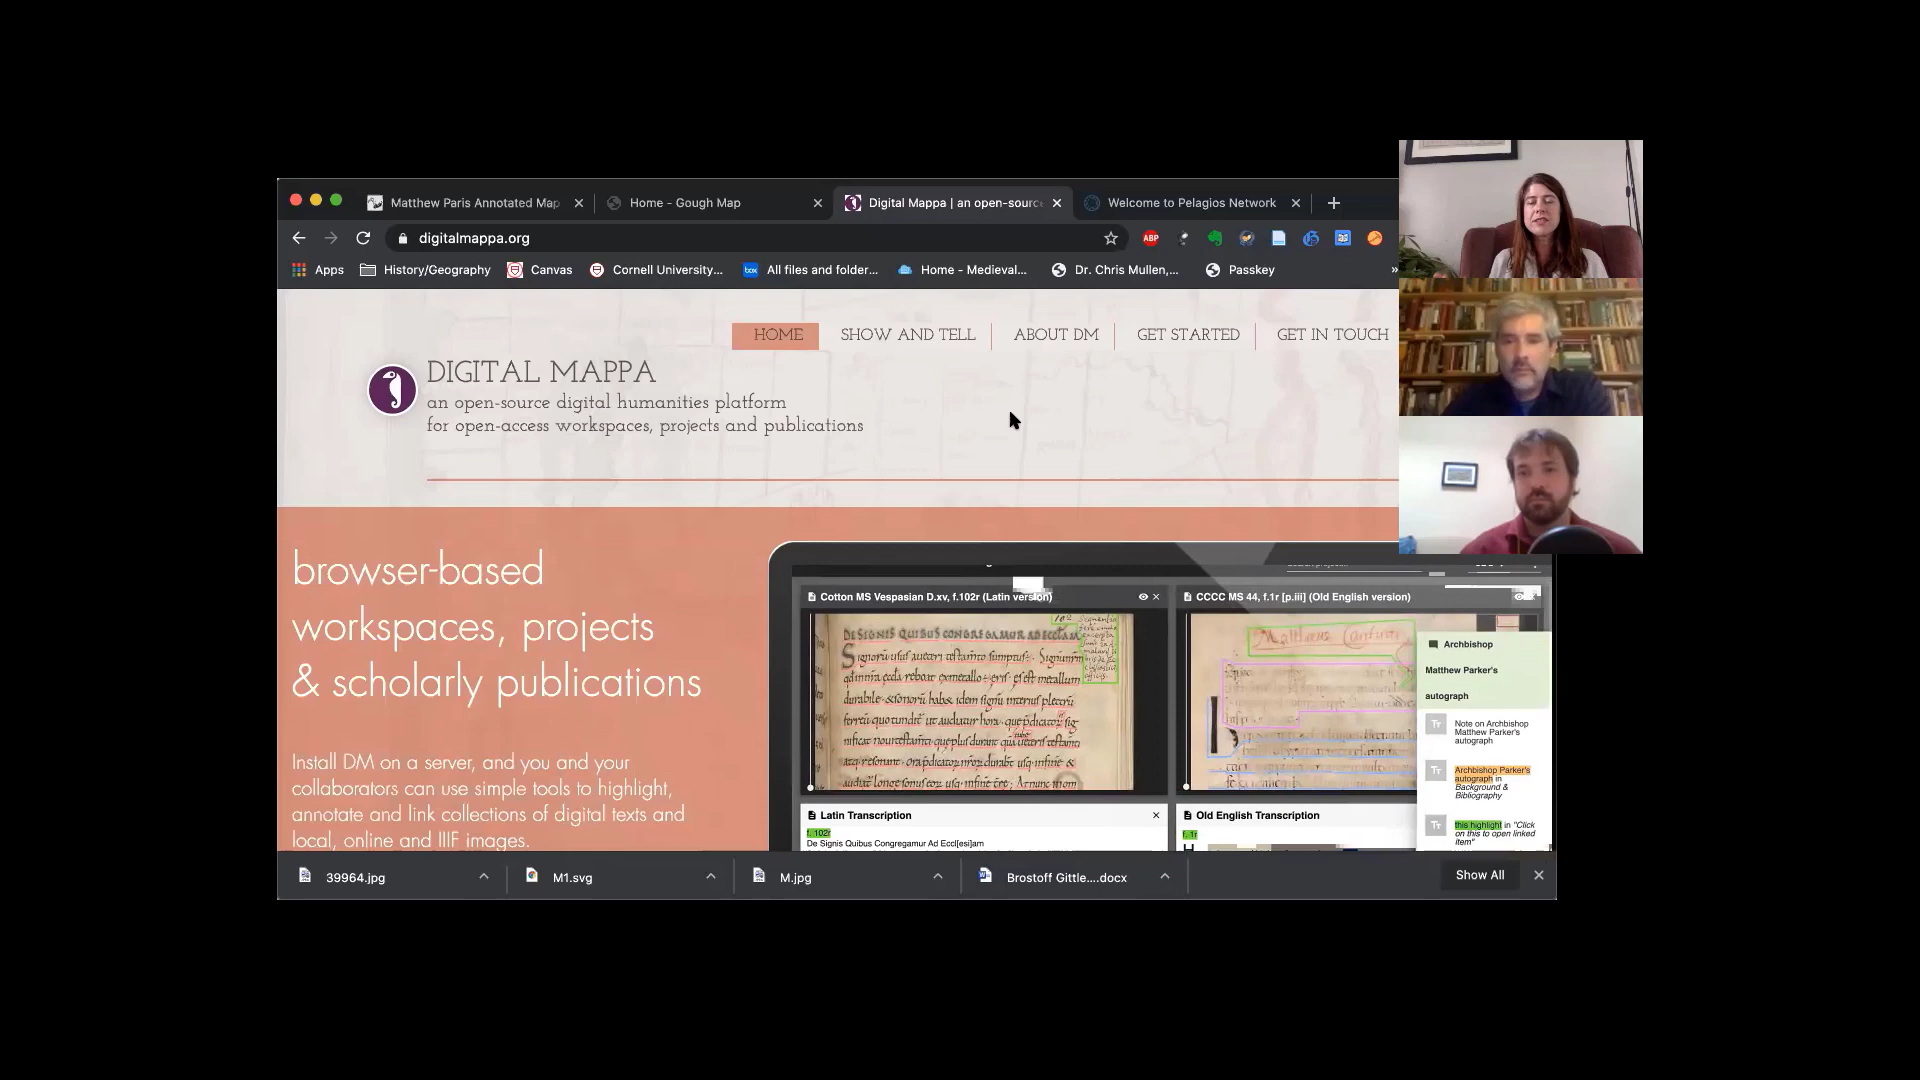 Matthew Paris Annotated Map
Home - Gough Map
Digital Mappa | an open-sourc
Welcome to Pelagios Network
digitalmappa.org
ABP
Apps
History/Geography
Canvas
Cornell University...
box
All files and folder...
Home - Medieval...
Dr. Chris Mullen,...
Passkey
»
HOME
SHOW AND TELL
ABOUT DM
GET STARTED
GET IN TOUCH
DIGITAL MAPPA
an open-source digital humanities platform
for open-access workspaces, projects and publications
browser-based
workspaces, projects
& scholarly publications
Install DM on a server, and you and your
collaborators can use simple tools to highlight,
annotate and link collections of digital texts and
local, online and IIIF images.
Cotton MS Vespasian D.xv, f.102r (Latin version)
Latin Transcription
f. 102r
De Signis Quibus Congregamur Ad Eccl[esi]am
CCCC MS 44, f.1r [p.iii] (Old English version)
Old English Transcription
f. 1r
Archbishop
Matthew Parker's
autograph
Tr
Note on Archbishop
Matthew Parker's
autograph
Tr
Archbishop Parker's
autograph in
Background &
Bibliography
Tr
this highlight in "Click
on this to open linked
item"
39964.jpg
M1.svg
M.jpg
Brostoff Gittle....docx
Show All